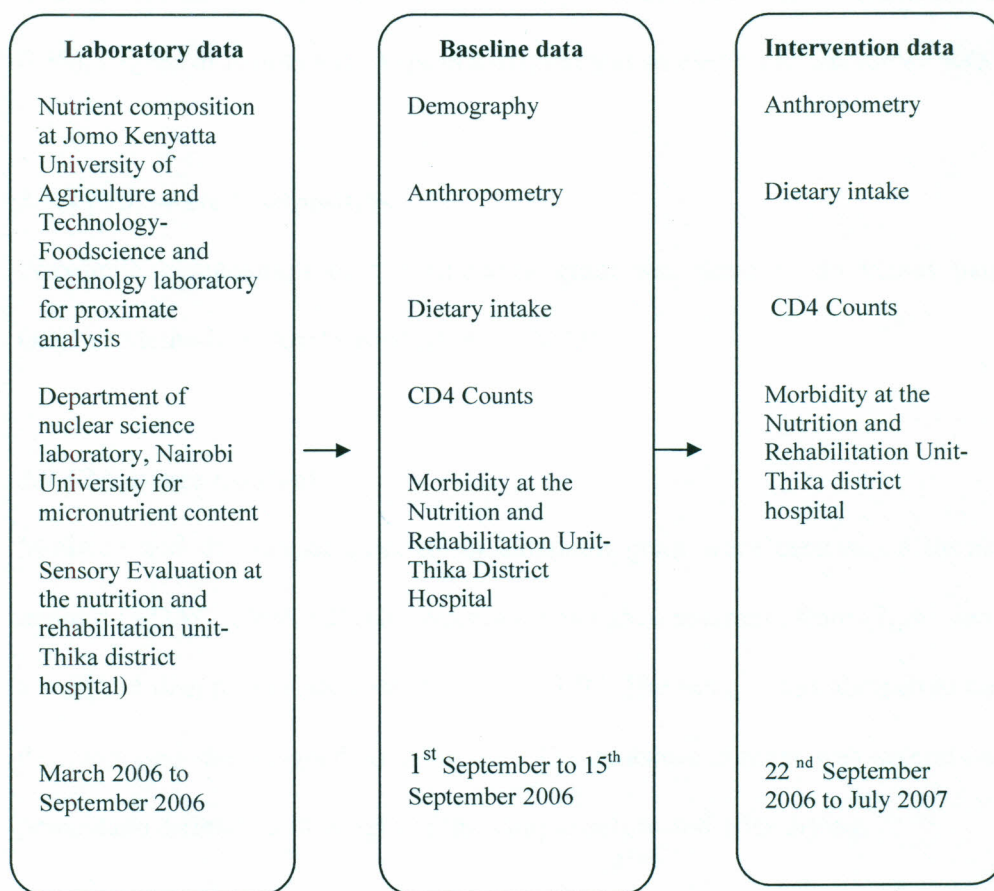 Laboratory data
Nutrient composition
at Jomo Kenyatta
University of
Agriculture and
Technology-
Foodscience and
Technolgy laboratory
for proximate
analysis
Department of
nuclear science
laboratory, Nairobi
University for
micronutrient content
Sensory Evaluation at
the nutrition and
rehabilitation unit-
Thika district
hospital)
March 2006 to
September 2006
Baseline data
Demography
Anthropometry
Dietary intake
CD4 Counts
Morbidity at the
Nutrition and
Rehabilitation Unit-
Thika District
Hospital
1st September to 15th
September 2006
Intervention data
Anthropometry
Dietary intake
CD4 Counts
Morbidity at the
Nutrition and
Rehabilitation Unit-
Thika district
hospital
22 nd September
2006 to July 2007